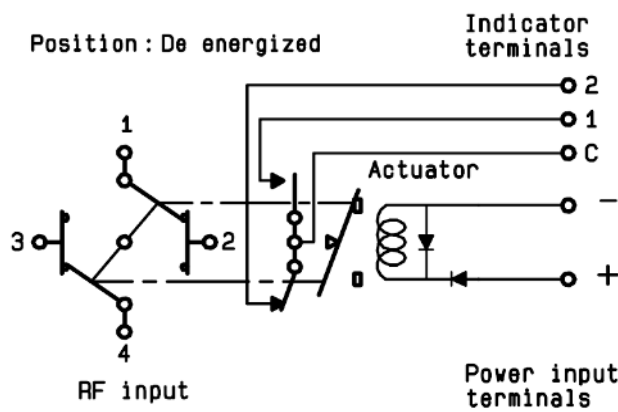 Position : De energized
Indicator
terminals
2
1
C
Actuator
1
3
2
4
-
+
RF input
Power input
terminals